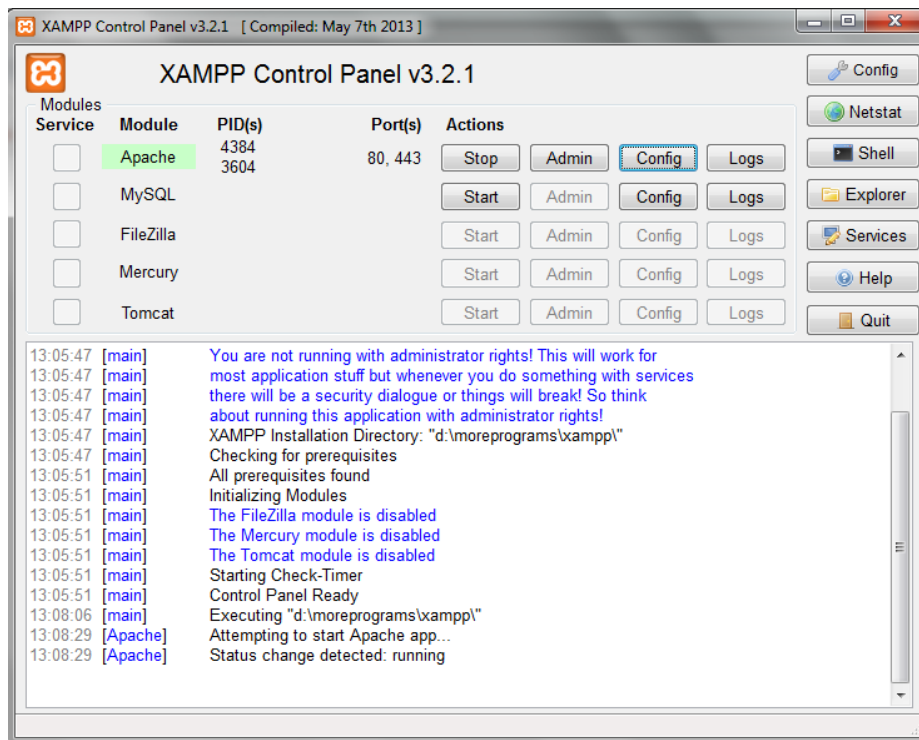 XAMPP Control Panel v3.2.1 [ Compiled: May 7th 2013 ]
XAMPP Control Panel v3.2.1
Config
Netstat
Shell
Explorer
Services
Help
Quit
Modules
Service Module PID(s) Port(s) Actions
Apache 4384 3604 80, 443 Stop Admin Config Logs
MySQL Start Admin Config Logs
FileZilla Start Admin Config Logs
Mercury Start Admin Config Logs
Tomcat Start Admin Config Logs
13:05:47 [main] You are not running with administrator rights! This will work for
13:05:47 [main] most application stuff but whenever you do something with services
13:05:47 [main] there will be a security dialogue or things will break! So think
13:05:47 [main] about running this application with administrator rights!
13:05:47 [main] XAMPP Installation Directory: "d:\moreprograms\xampp\"
13:05:47 [main] Checking for prerequisites
13:05:51 [main] All prerequisites found
13:05:51 [main] Initializing Modules
13:05:51 [main] The FileZilla module is disabled
13:05:51 [main] The Mercury module is disabled
13:05:51 [main] The Tomcat module is disabled
13:05:51 [main] Starting Check-Timer
13:05:51 [main] Control Panel Ready
13:08:06 [main] Executing "d:\moreprograms\xampp\"
13:08:29 [Apache] Attempting to start Apache app...
13:08:29 [Apache] Status change detected: running